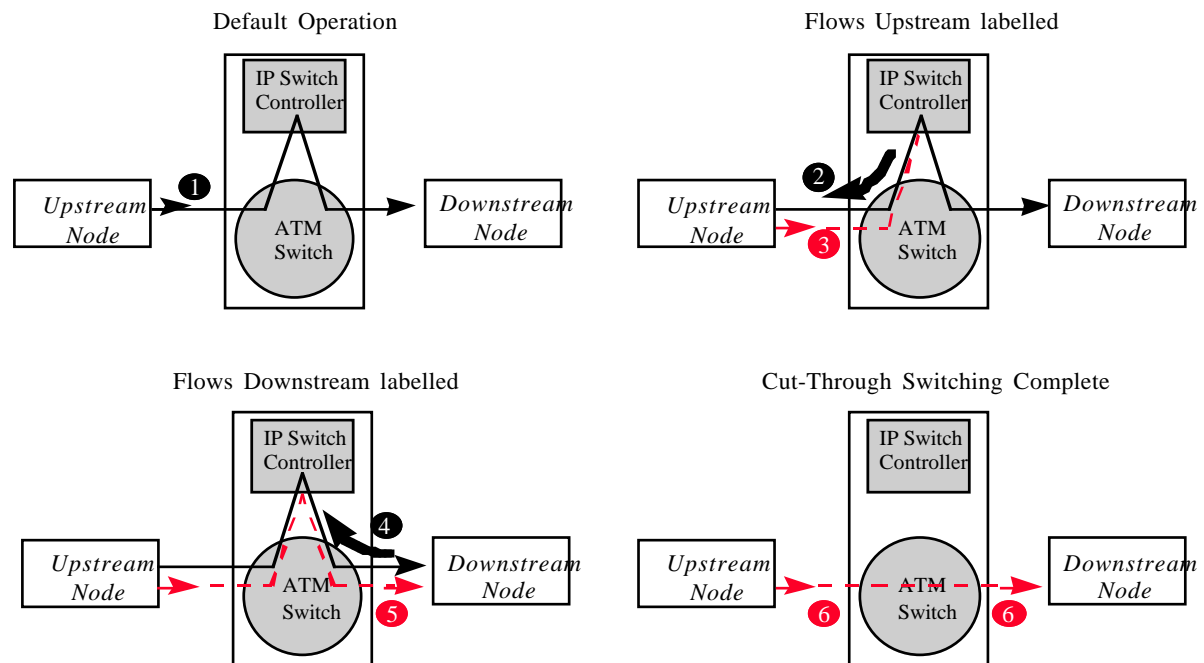 Default Operation
IP Switch
Controller
1
Upstream
Node
ATM
Switch
Downstream
Node
Flows Upstream labelled
IP Switch
Controller
2
Upstream
Node
3
ATM
Switch
Downstream
Node
Flows Downstream labelled
IP Switch
Controller
4
Upstream
Node
ATM
Switch
5
Downstream
Node
Cut-Through Switching Complete
IP Switch
Controller
Upstream
Node
6
ATM
Switch
6
Downstream
Node